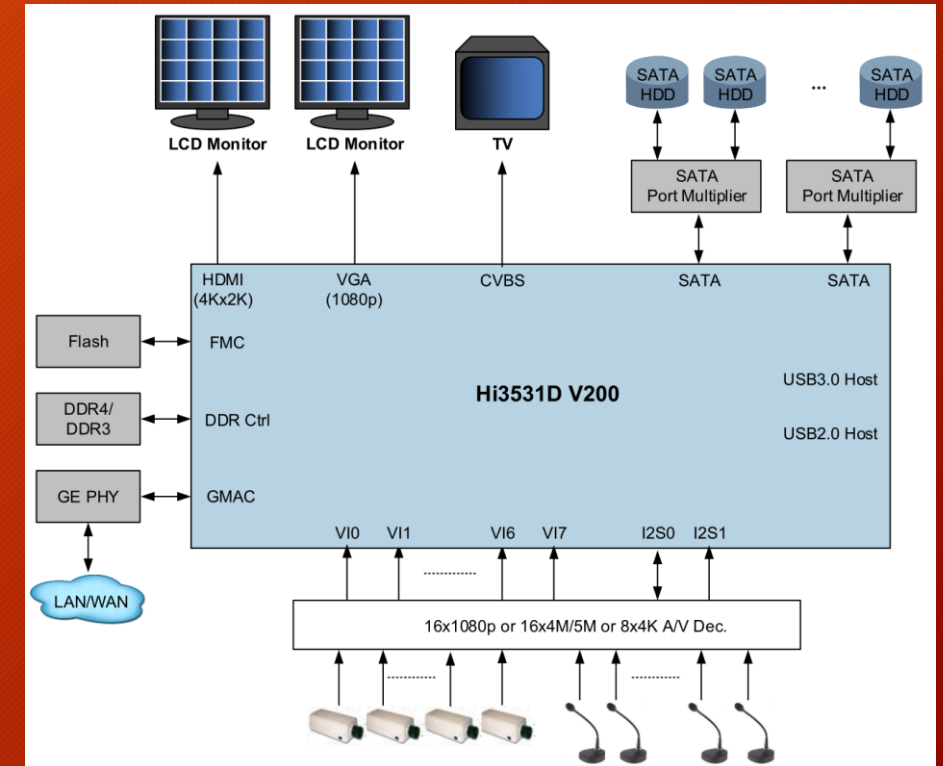 SATA
HDD
SATA
HDD
...
SATA
HDD
LCD Monitor
LCD Monitor
TV
SATA
Port Multiplier
SATA
Port Multiplier
HDMI
(4Kx2K)
VGA
(1080p)
CVBS
SATA
SATA
Flash
FMC
Hi3531D V200
USB3.0 Host
DDR4/
DDR3
DDR Ctrl
USB2.0 Host
GE PHY
GMAC
VI0
VI1
VI6
VI7
I2S0
I2S1
LAN/WAN
16x1080p or 16x4M/5M or 8x4K A/V Dec.